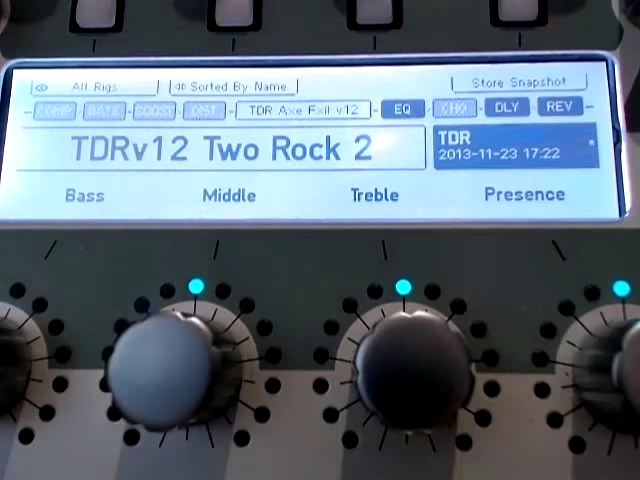 All Rigs Sorted By Name Store Snapshot
COMP GATE BOOST DIST TDR Axe Fxii v12 EQ CHO DLY REV
TDRv12 Two Rock 2
TDR
2013-11-23 17:22
Bass Middle Treble Presence